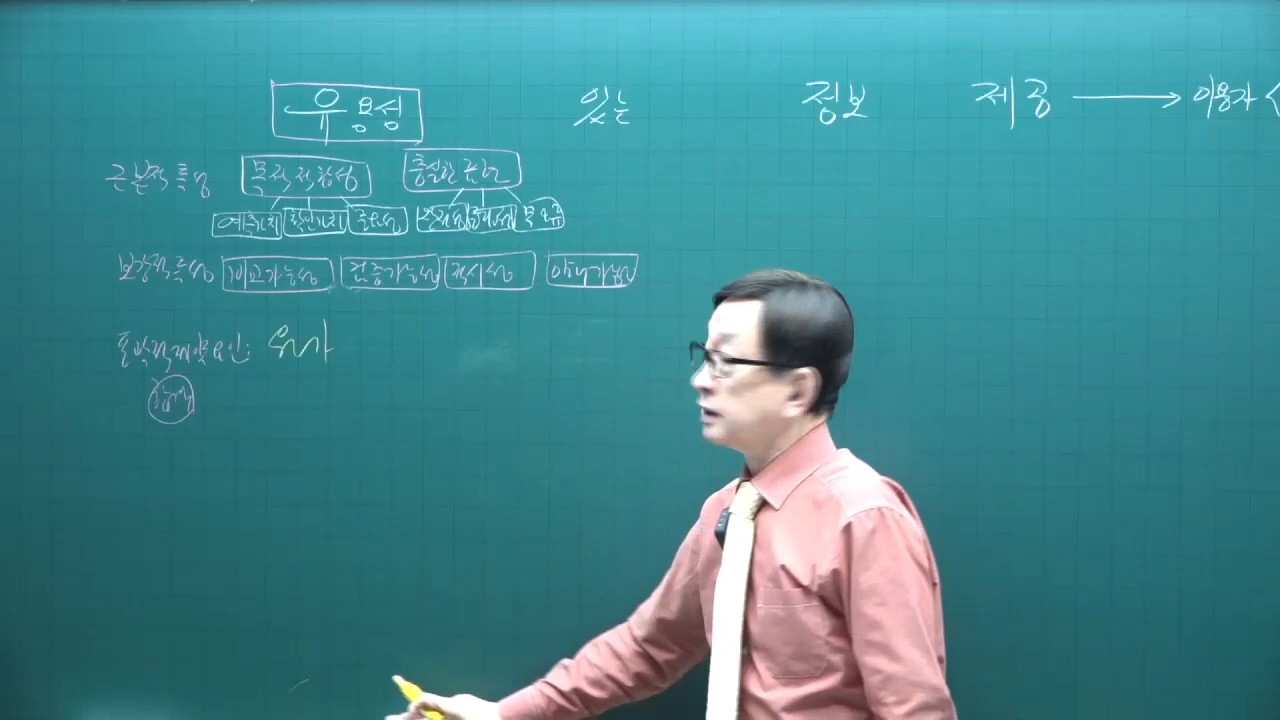 유용성 있는 정보 제공 → 이용자
근본적 특성 목적적합성 충실한 표현
예측가치 확인가치 중요성 완전성 중립성 무오류
보강적 특성 비교가능성 검증가능성 적시성 이해가능성
포괄적 제약요인: 원가